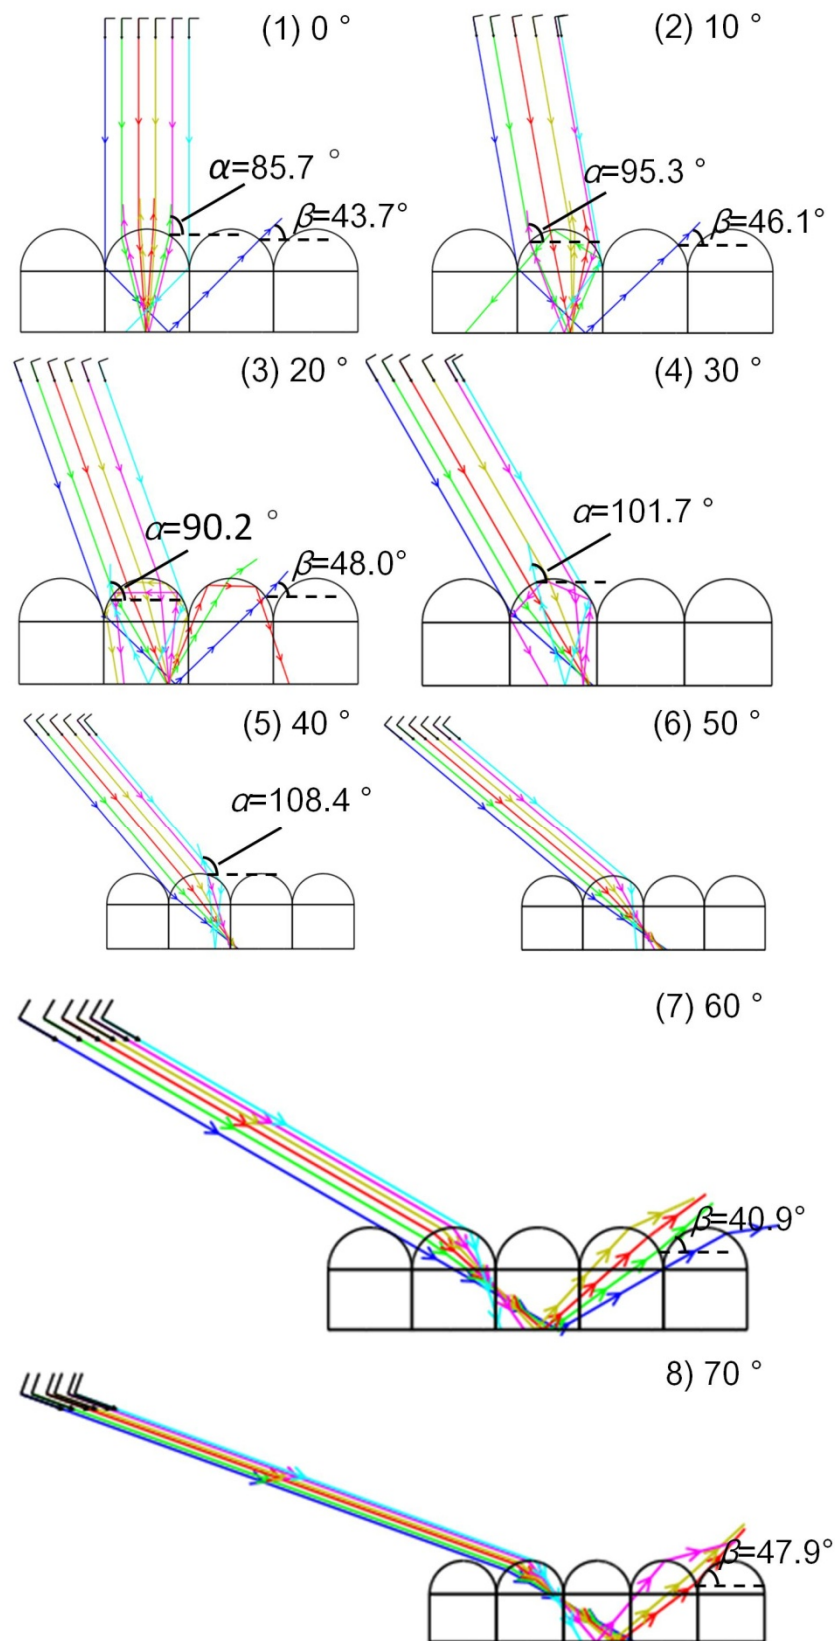 (1) 0 °
(2) 10 °
α=85.7 °
β=43.7°
α=95.3 °
β=46.1°
(3) 20 °
(4) 30 °
α=90.2 °
β=48.0°
α=101.7 °
(5) 40 °
(6) 50 °
α=108.4 °
(7) 60 °
β=40.9°
8) 70 °
β=47.9°